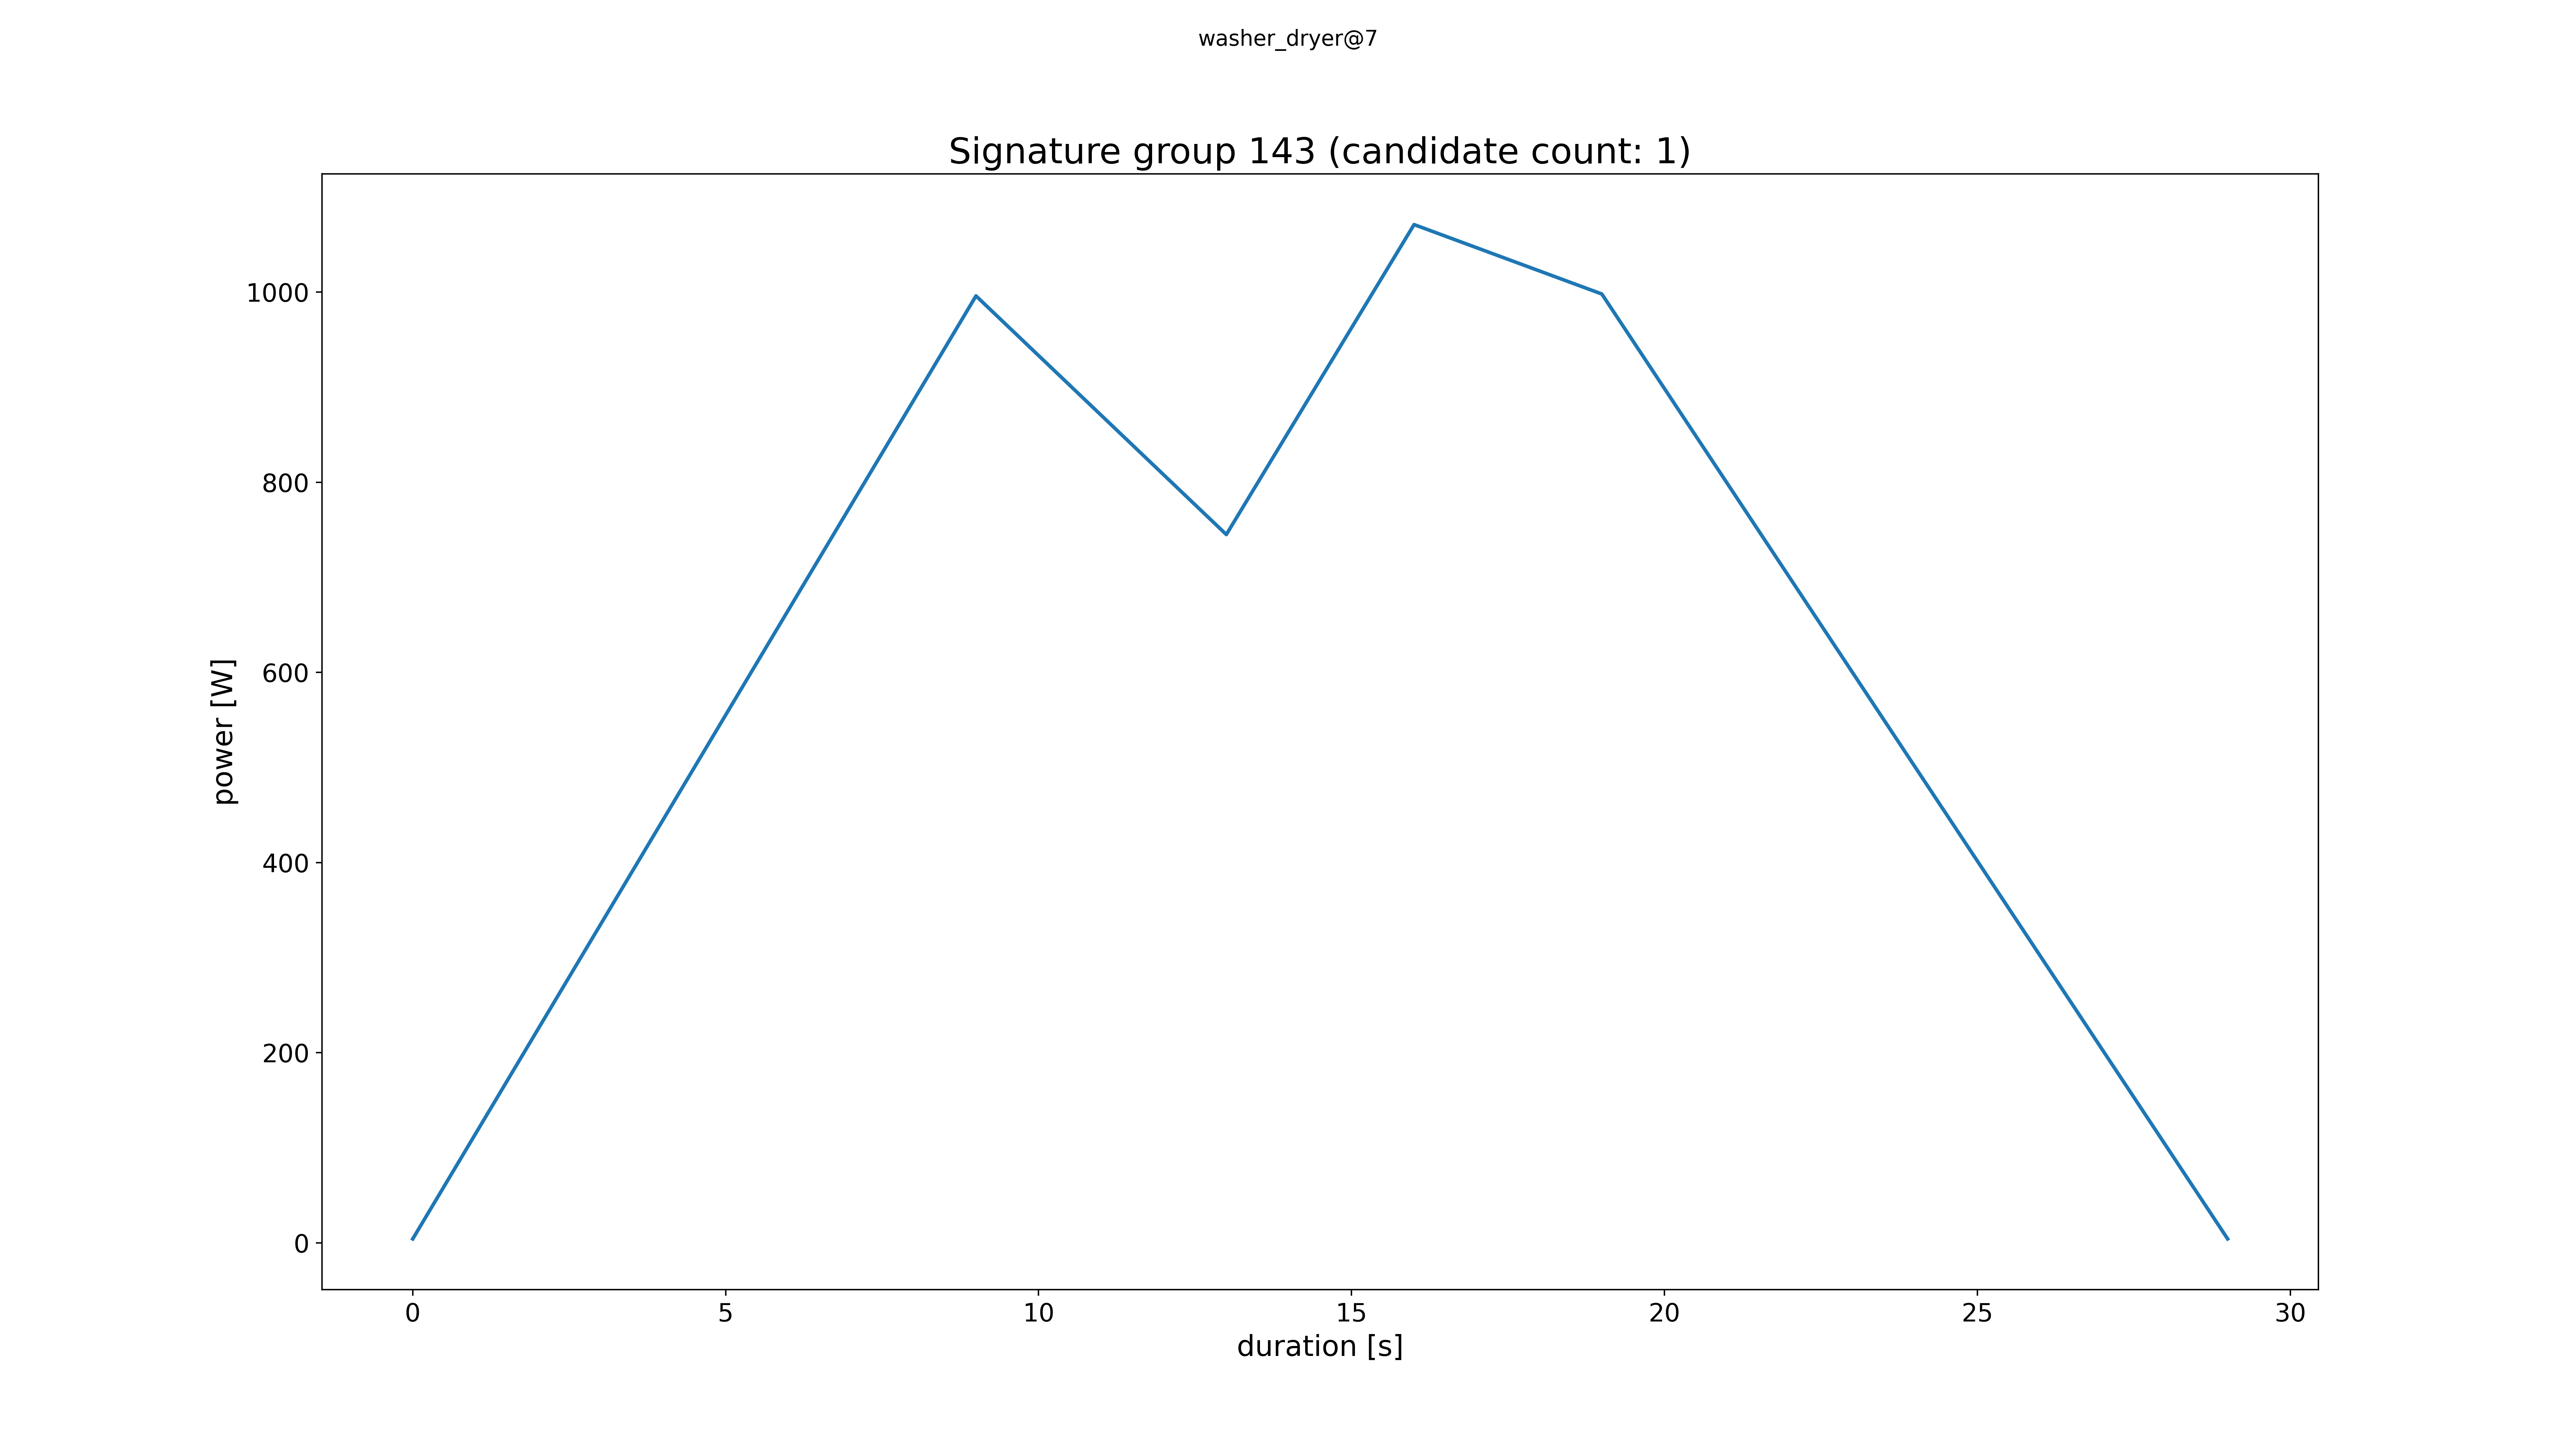 washer_dryer@7
Signature group 143 (candidate count: 1)
power [W]
1000
800
600
400
200
0
0 5 10 15 20 25 30
duration [s]